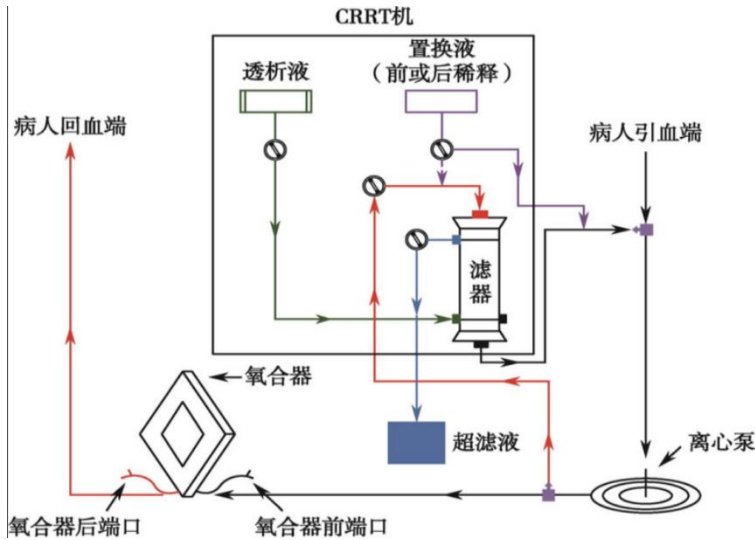 CRRT机
透析液
置换液
（前或后稀释）
病人回血端
病人引血端
滤器
氧合器
超滤液
离心泵
氧合器后端口
氧合器前端口